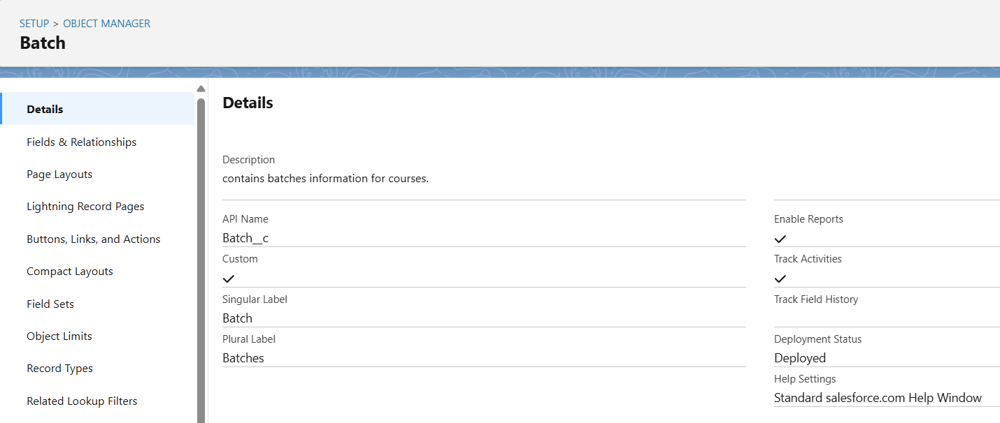 SETUP > OBJECT MANAGER
Batch
Details
Fields & Relationships
Page Layouts
Lightning Record Pages
Buttons, Links, and Actions
Compact Layouts
Field Sets
Object Limits
Record Types
Related Lookup Filters
Details
Description
contains batches information for courses.
API Name
Batch__c
Custom
Singular Label
Batch
Plural Label
Batches
Enable Reports
Track Activities
Track Field History
Deployment Status
Deployed
Help Settings
Standard salesforce.com Help Window